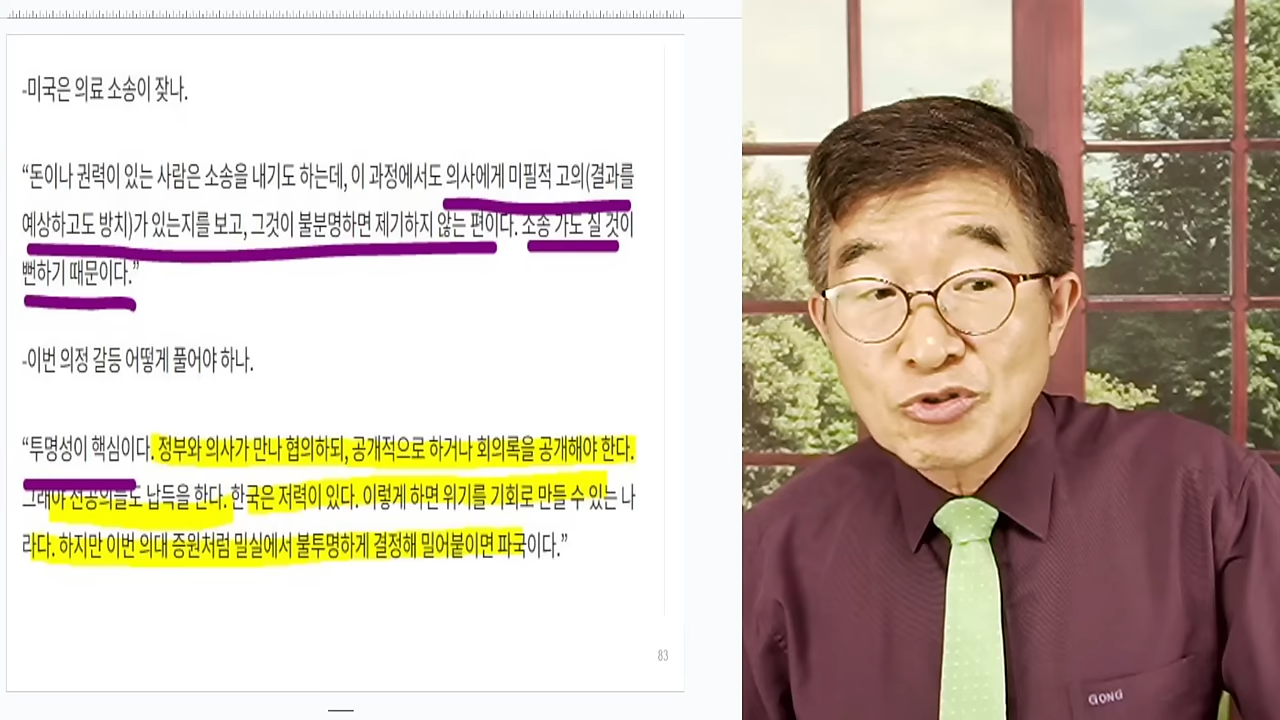 -미국은 의료 소송이 잦나.
“돈이나 권력이 있는 사람은 소송을 내기도 하는데, 이 과정에서도 의사에게 미필적 고의(결과를
예상하고도 방치)가 있는지를 보고, 그것이 불분명하면 제기하지 않는 편이다. 소송 가도 질 것이
뻔하기 때문이다.”
-이번 의정 갈등 어떻게 풀어야 하나.
“투명성이 핵심이다. 정부와 의사가 만나 협의하되, 공개적으로 하거나 회의록을 공개해야 한다.
그래야 전공의들도 납득을 한다. 한국은 저력이 있다. 이렇게 하면 위기를 기회로 만들 수 있는 나
라다. 하지만 이번 의대 증원처럼 밀실에서 불투명하게 결정해 밀어붙이면 파국이다.”
83
GONG